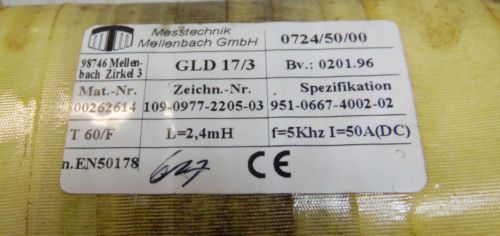 Messtechnik
Mellenbach GmbH
0724/50/00
98746 Mellen-
bach Zirkel 3
GLD 17/3
Bv.: 0201.96
Mat.-Nr.
Zeichn.-Nr.
Spezifikation
00262614
109-0977-2205-03
951-0667-4002-02
T 60/F
L=2,4mH
f=5Khz I=50A(DC)
n.EN50178
CE